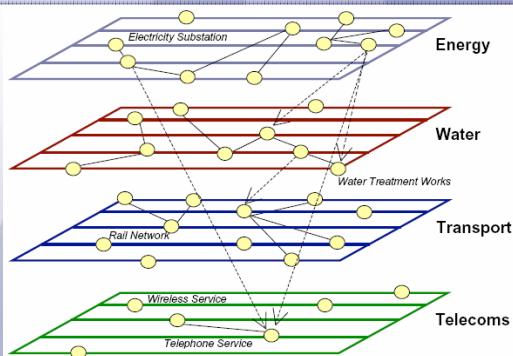 Electricity Substation
Energy
Water
Water Treatment Works
Transport
Rail Network
Wireless Service
Telecoms
Telephone Service